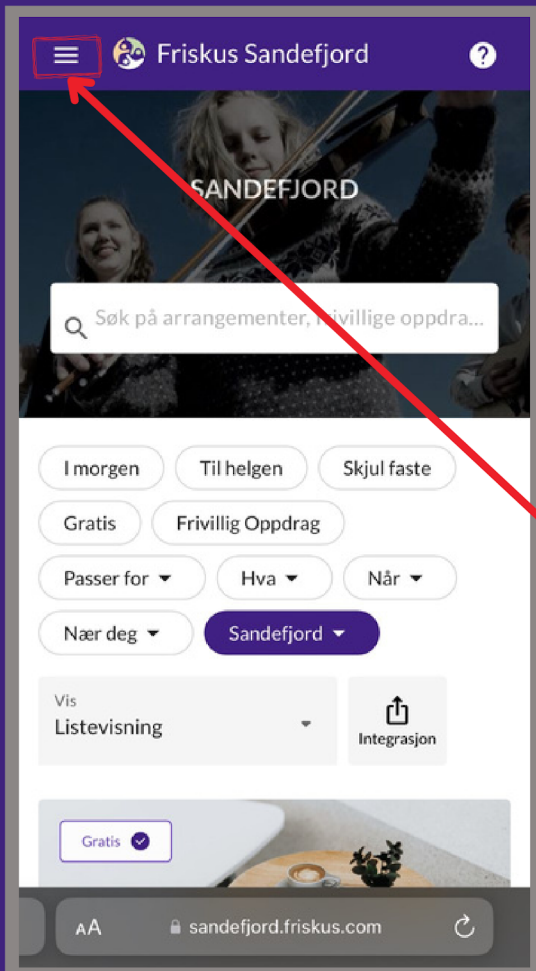 Friskus Sandefjord ?
SANDEFJORD
Søk på arrangementer, frivillige oppdra...
I morgen Til helgen Skjul faste
Gratis Frivillig Oppdrag
Passer for Hva Når
Nær deg Sandefjord
Vis
Listevisning
Integrasjon
Gratis
AA sandefjord.friskus.com